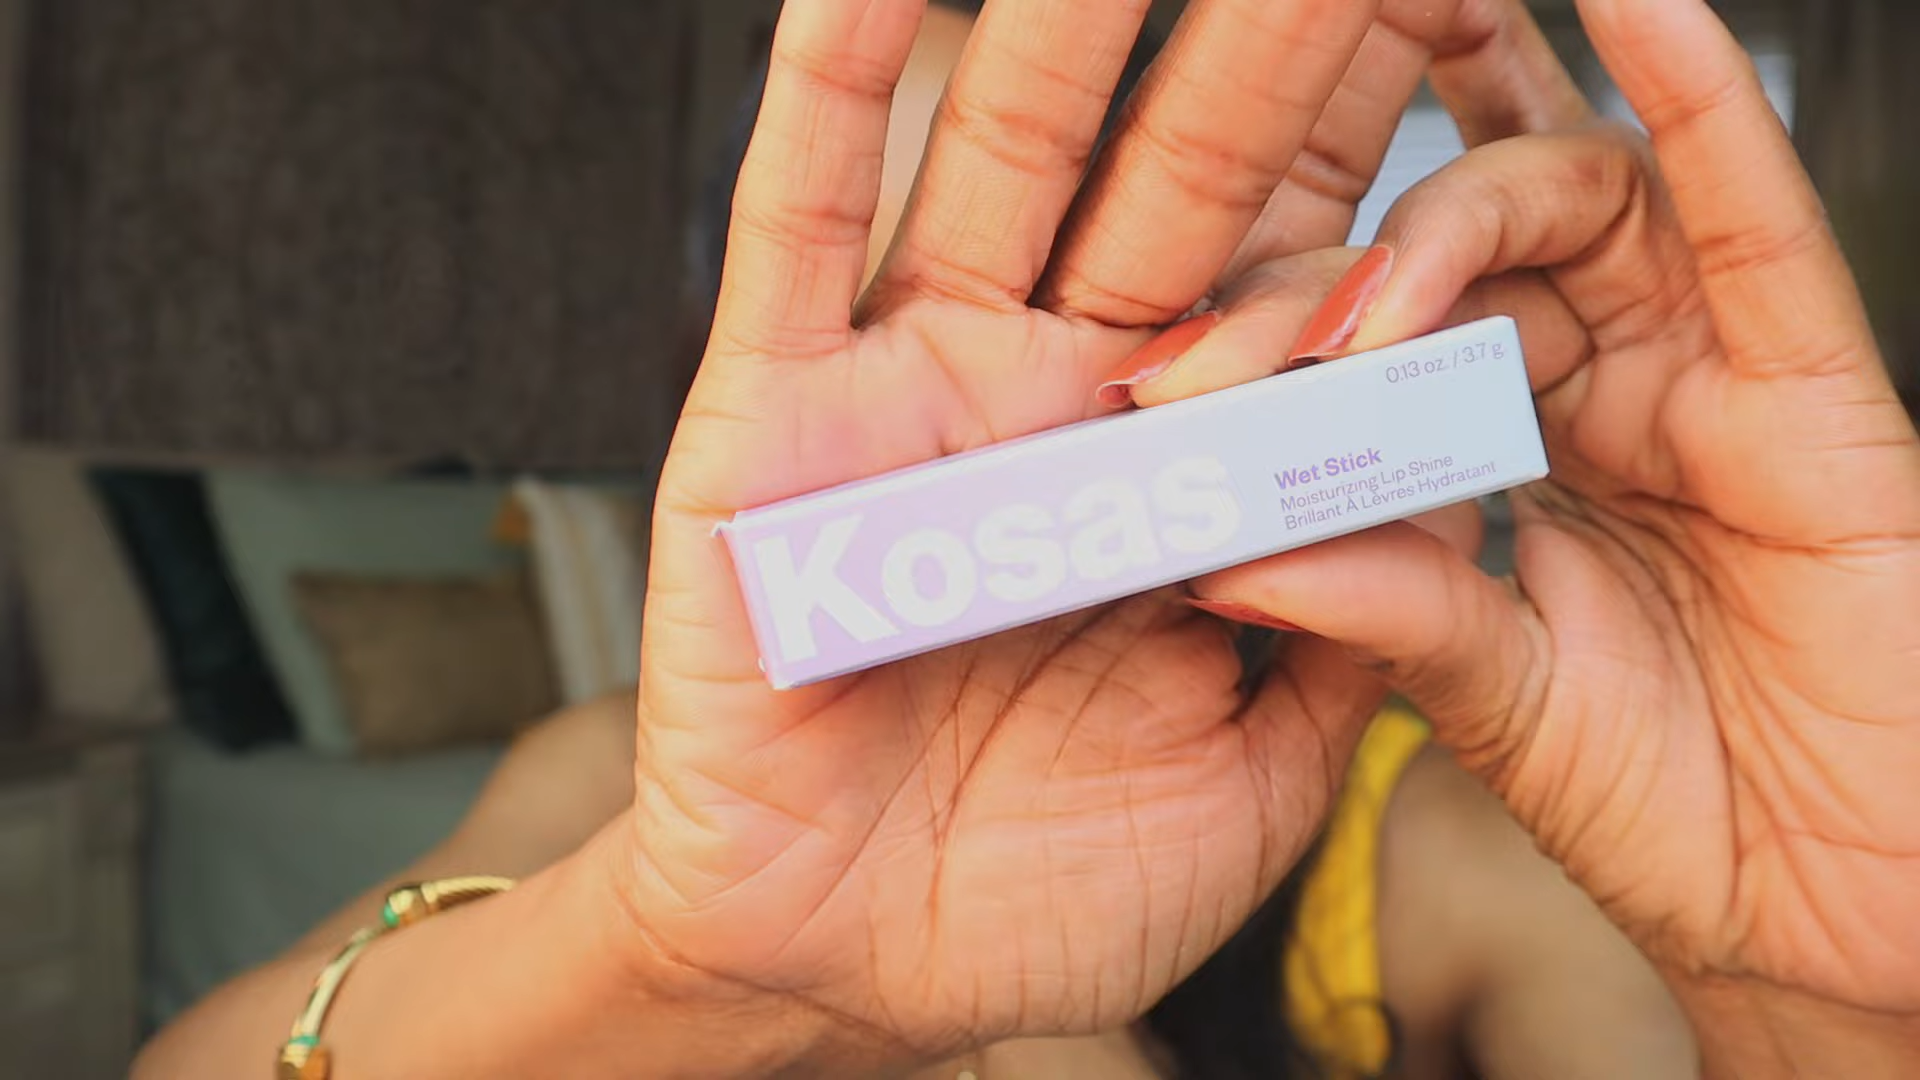 Kosas
0.13 oz. / 3.7 g
Wet Stick
Moisturizing Lip Shine
Brillant À Lèvres Hydratant